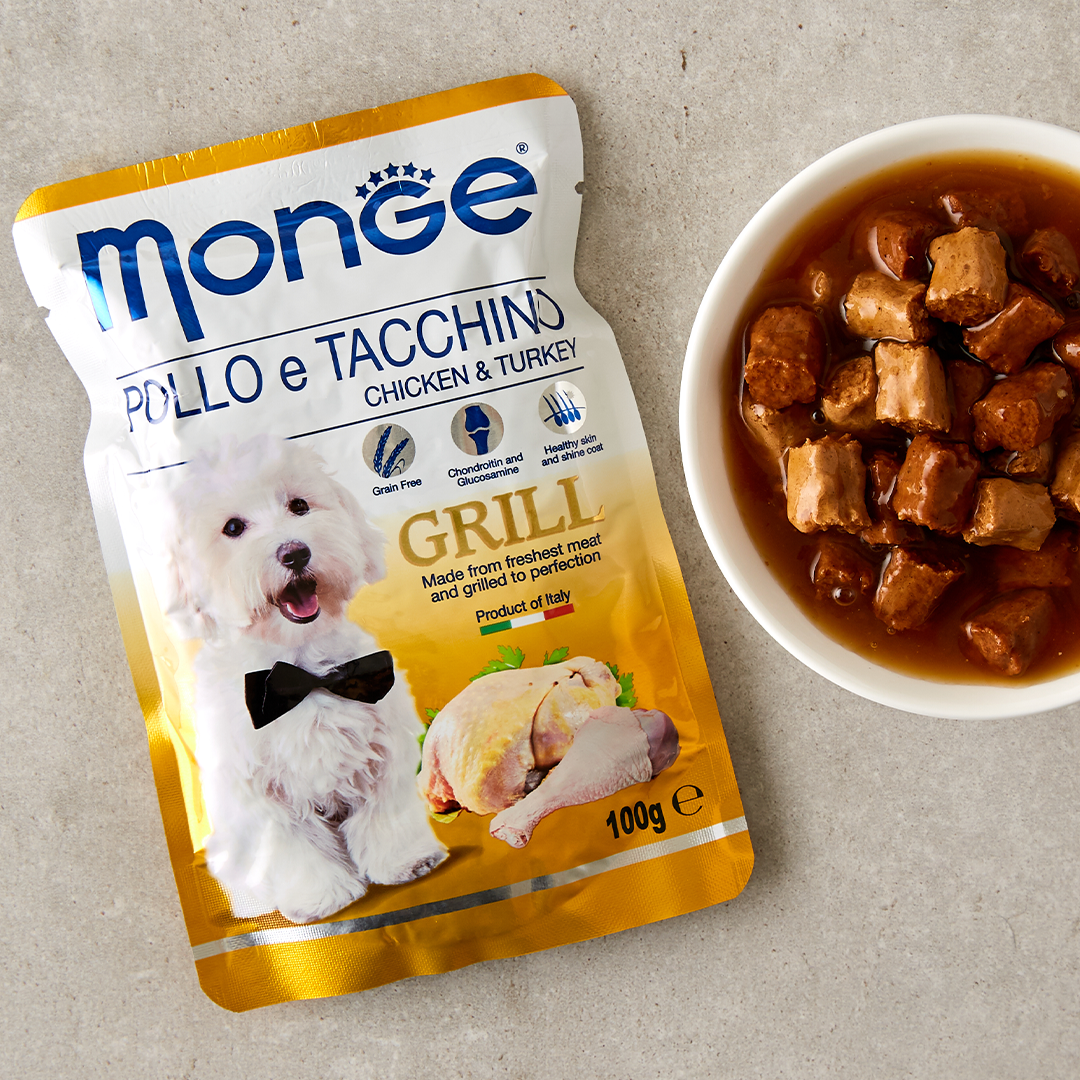 monGe®
POLLO e TACCHINO
CHICKEN & TURKEY
Grain Free
Chondroitin and
Glucosamine
Healthy skin
and shine coat
GRILL
Made from freshest meat
and grilled to perfection
Product of Italy
100g ℮